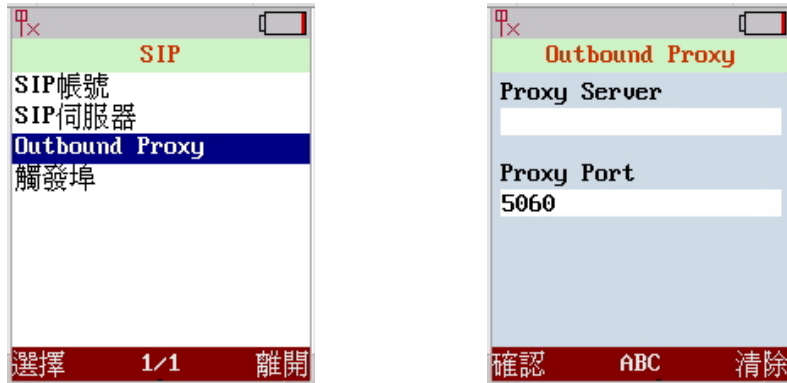 SIP
SIP帳號
SIP伺服器
Outbound Proxy
觸發埠
選擇 1/1 離開
Outbound Proxy
Proxy Server
Proxy Port
5060
確認 ABC 清除